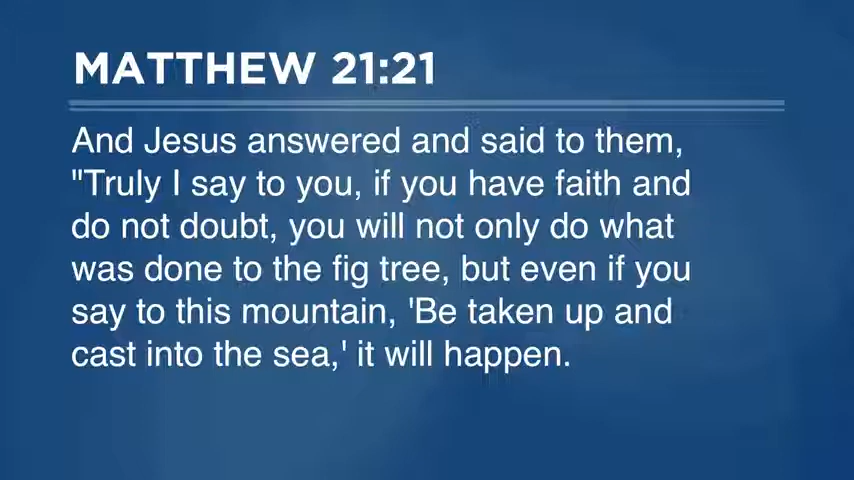 MATTHEW 21:21
And Jesus answered and said to them,
"Truly I say to you, if you have faith and
do not doubt, you will not only do what
was done to the fig tree, but even if you
say to this mountain, 'Be taken up and
cast into the sea,' it will happen.